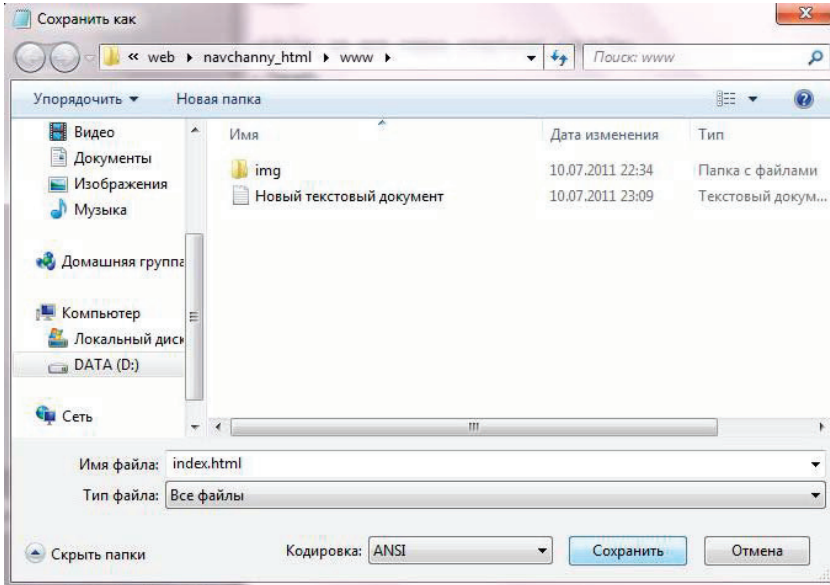 Сохранить как
« web ▸ navchanny_html ▸ www ▸ Поиск: www
Упорядочить Новая папка
Видео
Документы
Изображения
Музыка
Домашняя группа
Компьютер
Локальный диск
DATA (D:)
Сеть
Имя Дата изменения Тип
img 10.07.2011 22:34 Папка с файлами
Новый текстовый документ 10.07.2011 23:09 Текстовый докум...
Имя файла: index.html
Тип файла: Все файлы
Скрыть папки Кодировка: ANSI Сохранить Отмена